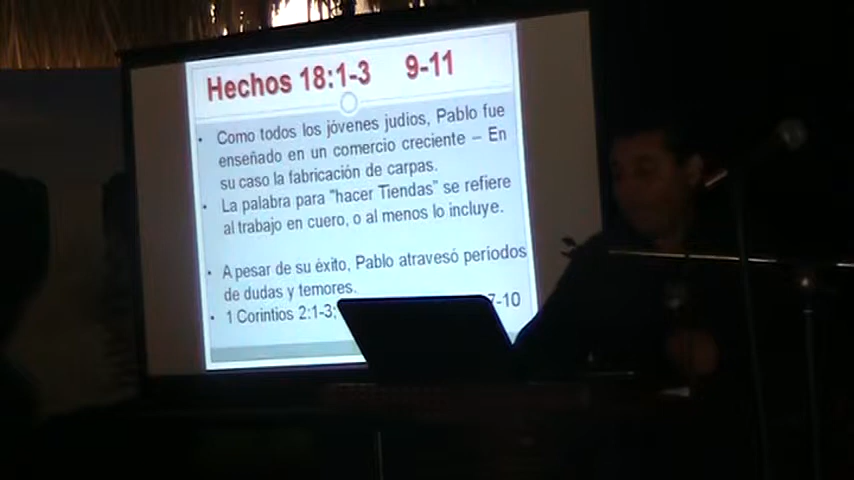 Hechos 18:1-3 9-11
• Como todos los jóvenes judios, Pablo fue
enseñado en un comercio creciente – En
su caso la fabricación de carpas.
• La palabra para "hacer Tiendas" se refiere
al trabajo en cuero, o al menos lo incluye.
• A pesar de su éxito, Pablo atravesó periodos
de dudas y temores.
• 1 Corintios 2:1-3; 7-10